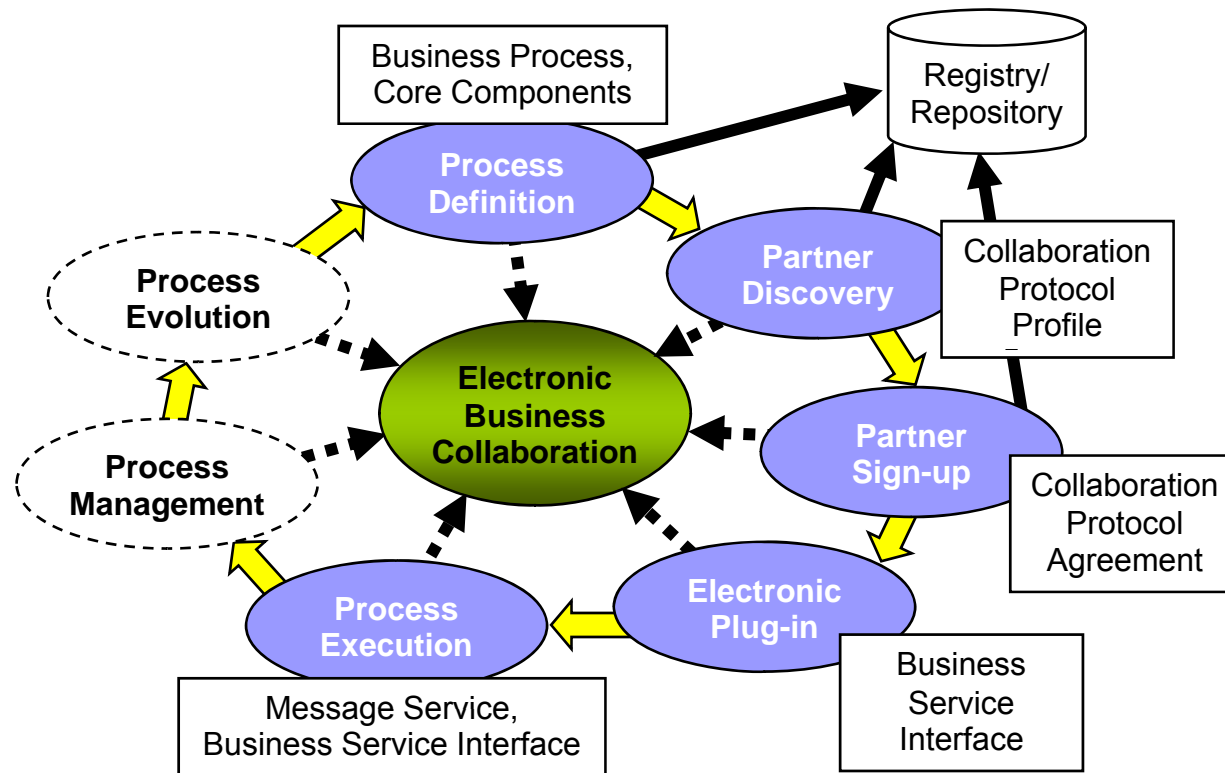 Business Process,
Core Components
Registry/
Repository
Process
Definition
Partner
Discovery
Collaboration
Protocol
Profile
Process
Evolution
Electronic
Business
Collaboration
Partner
Sign-up
Process
Management
Collaboration
Protocol
Agreement
Electronic
Plug-in
Process
Execution
Business
Service
Interface
Message Service,
Business Service Interface